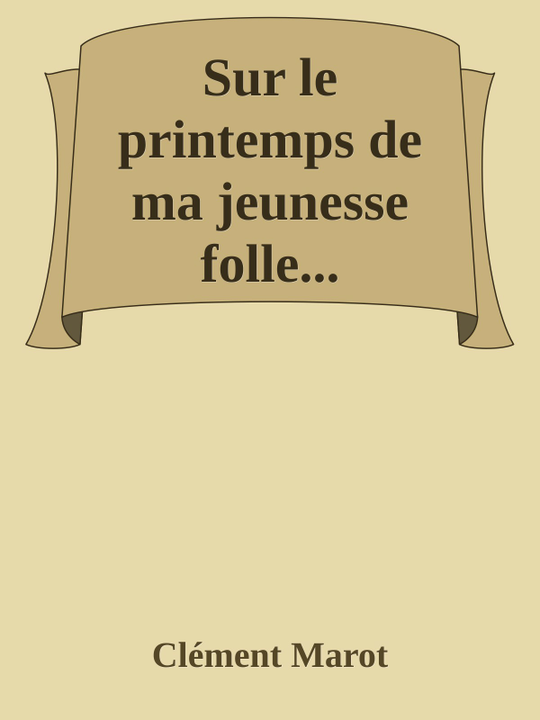 Sur le
printemps de
ma jeunesse
folle...
Clément Marot